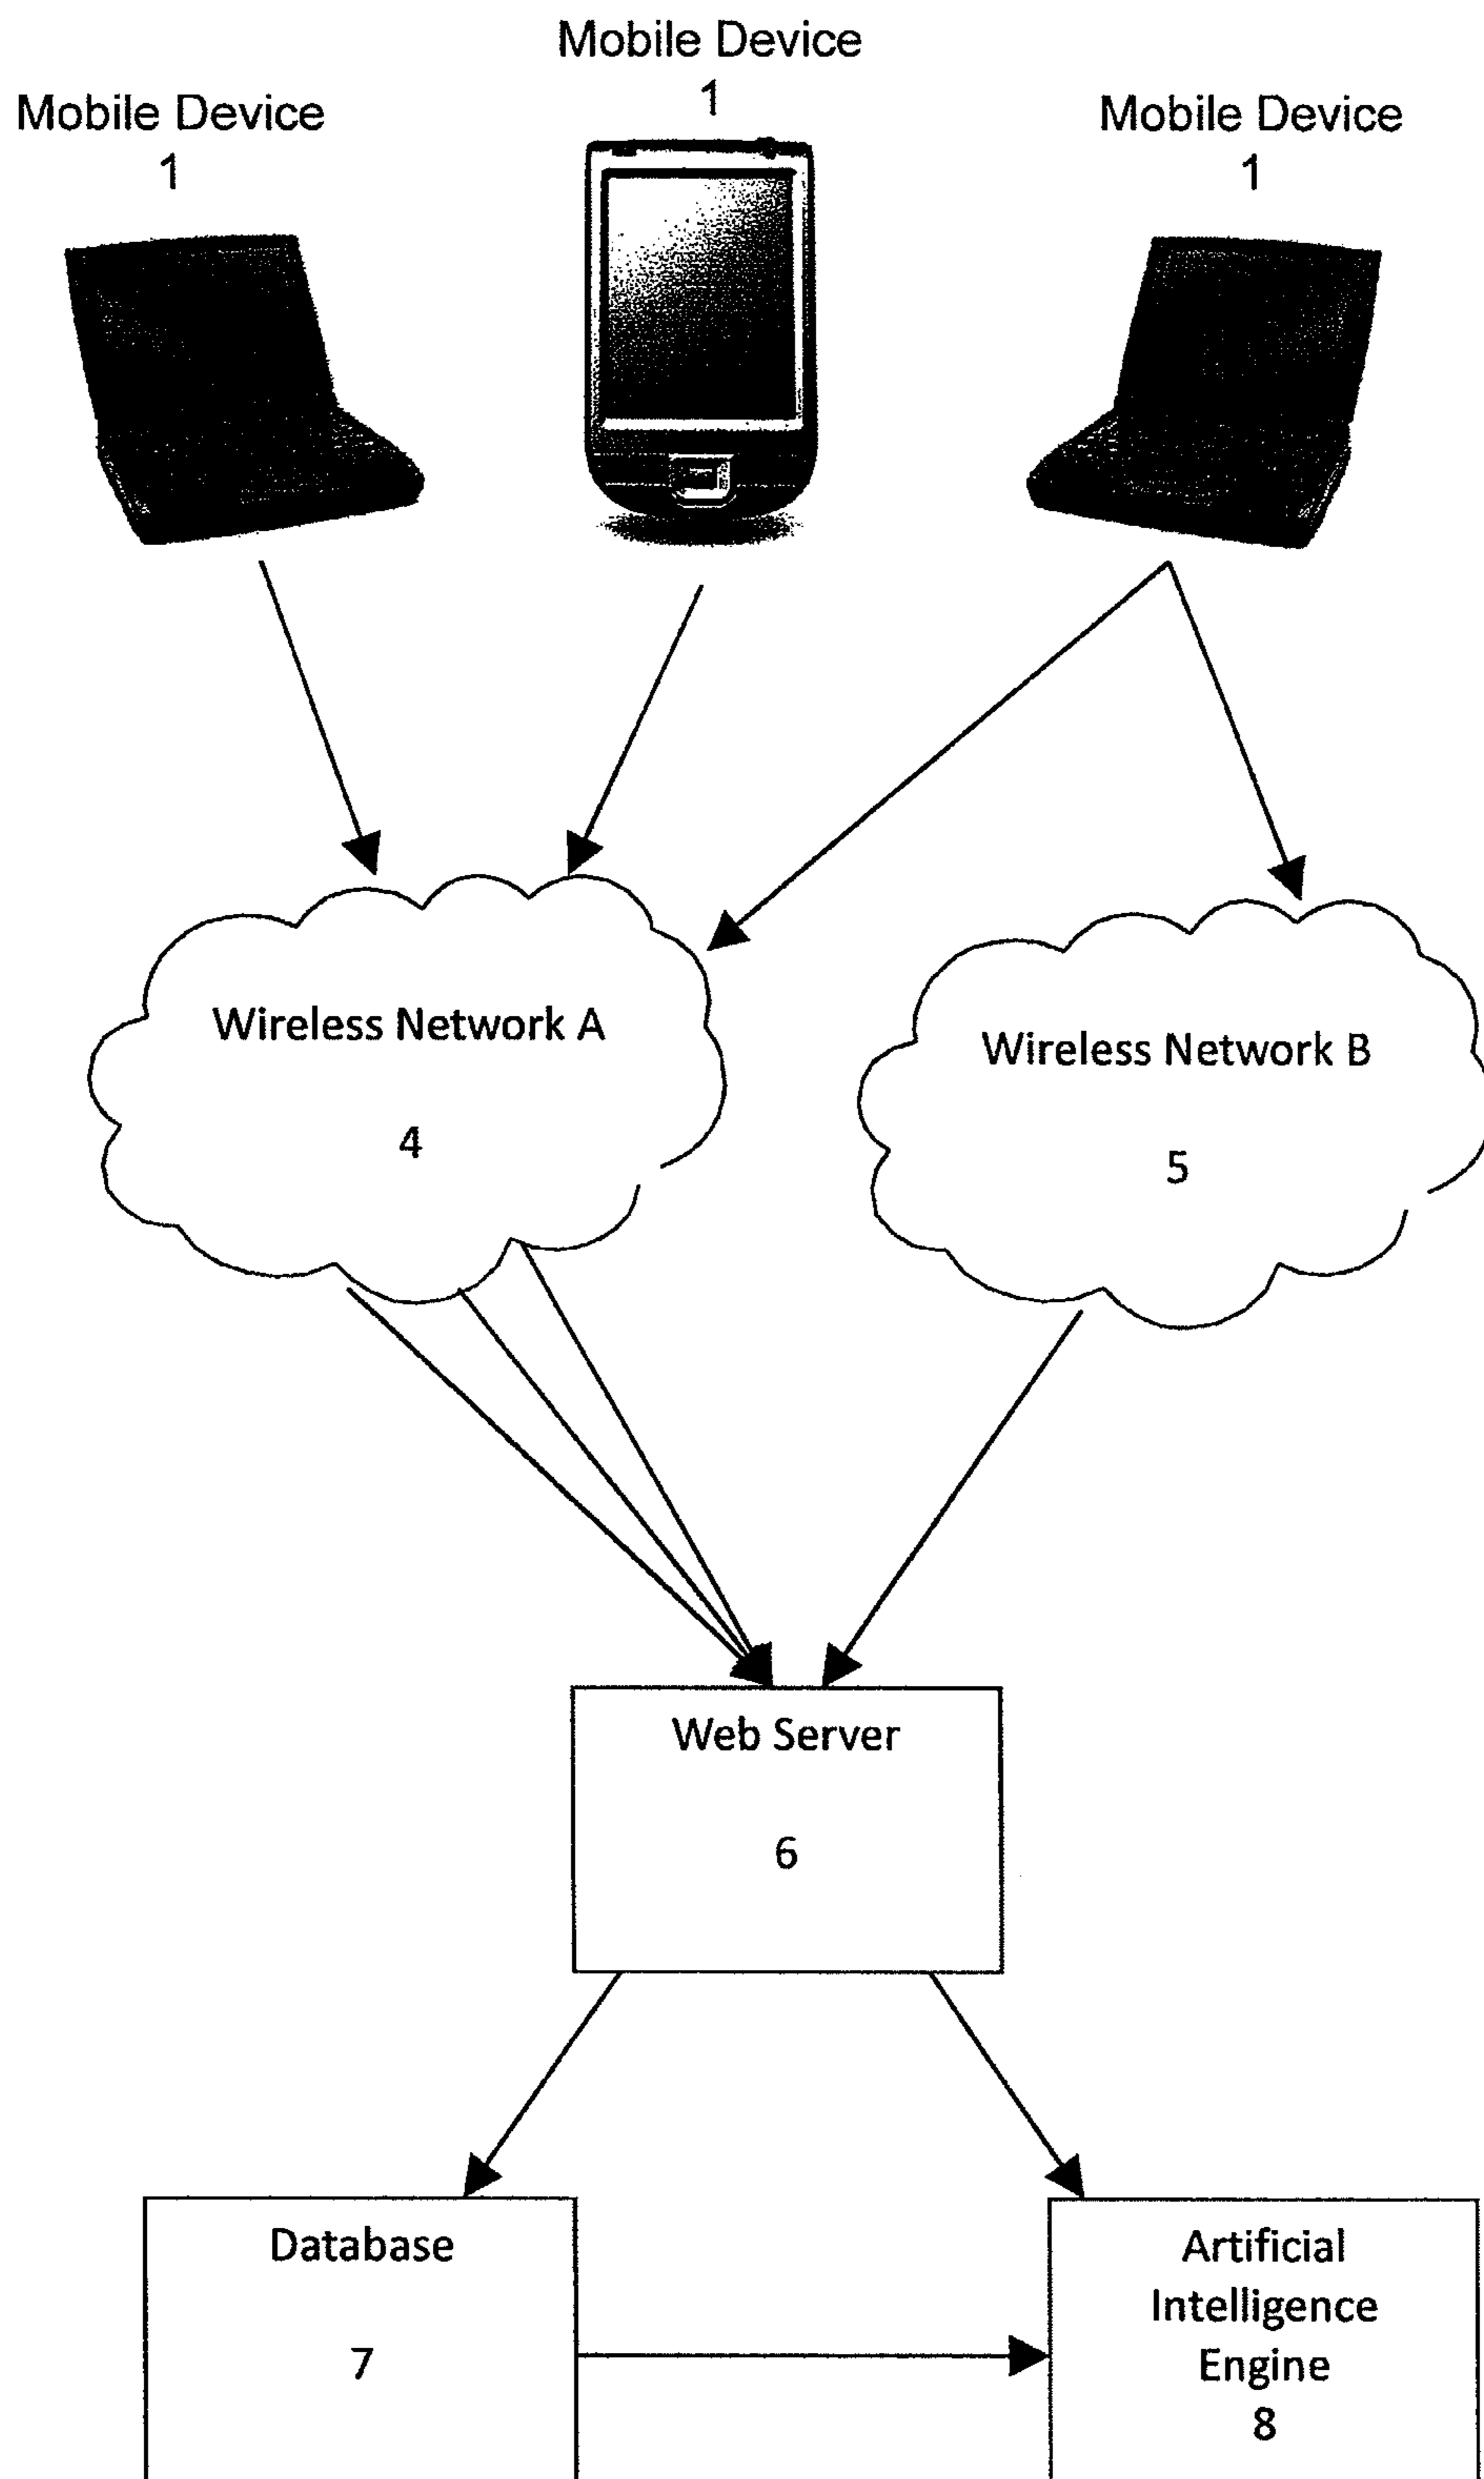 Mobile Device
1
Mobile Device
1
Mobile Device
1
Wireless Network A
4
Wireless Network B
5
Web Server
6
Database
7
Artificial
Intelligence
Engine
8